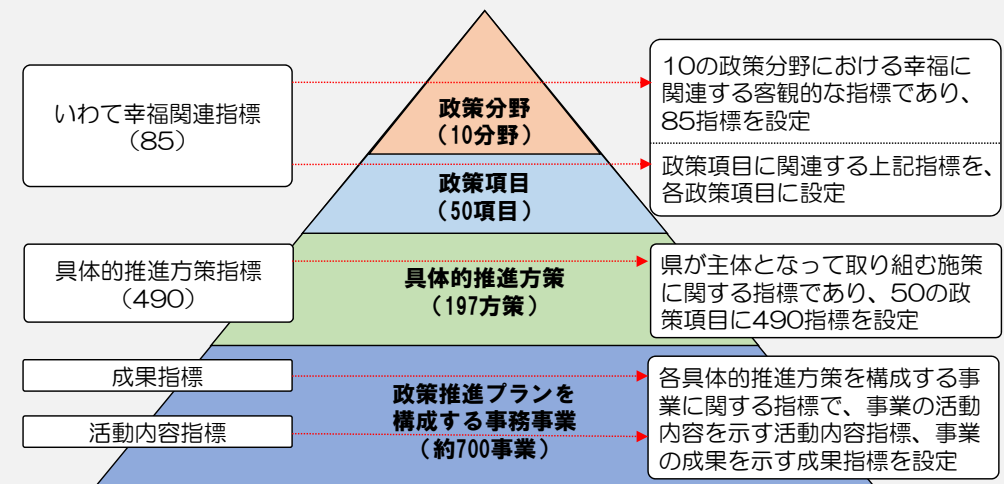 いわて幸福関連指標
(85)
政策分野
(10分野)
10の政策分野における幸福に
関連する客観的な指標であり、
85指標を設定
政策項目
(50項目)
政策項目に関連する上記指標を、
各政策項目に設定
具体的推進方策指標
(490)
具体的推進方策
(197方策)
県が主体となって取り組む施策
に関する指標であり、50の政
策項目に490指標を設定
成果指標
活動内容指標
政策推進プランを
構成する事務事業
(約700事業)
各具体的推進方策を構成する事
業に関する指標で、事業の活動
内容を示す活動内容指標、事業
の成果を示す成果指標を設定